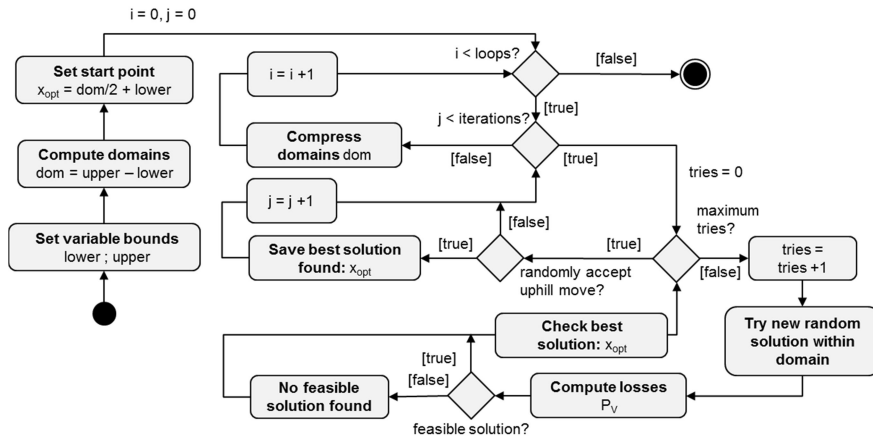 i = 0, j = 0
Set start point
xopt = dom/2 + lower
Compute domains
dom = upper – lower
Set variable bounds
lower ; upper
i < loops?
[false]
i = i +1
[true]
j < iterations?
Compress
domains dom
[false]
[true]
tries = 0
j = j +1
[false]
maximum
tries?
Save best solution
found: xopt
[true]
[true]
randomly accept
uphill move?
[false]
tries =
tries +1
Try new random
solution within
domain
Check best
solution: xopt
[true]
[false]
No feasible
solution found
Compute losses
PV
feasible solution?